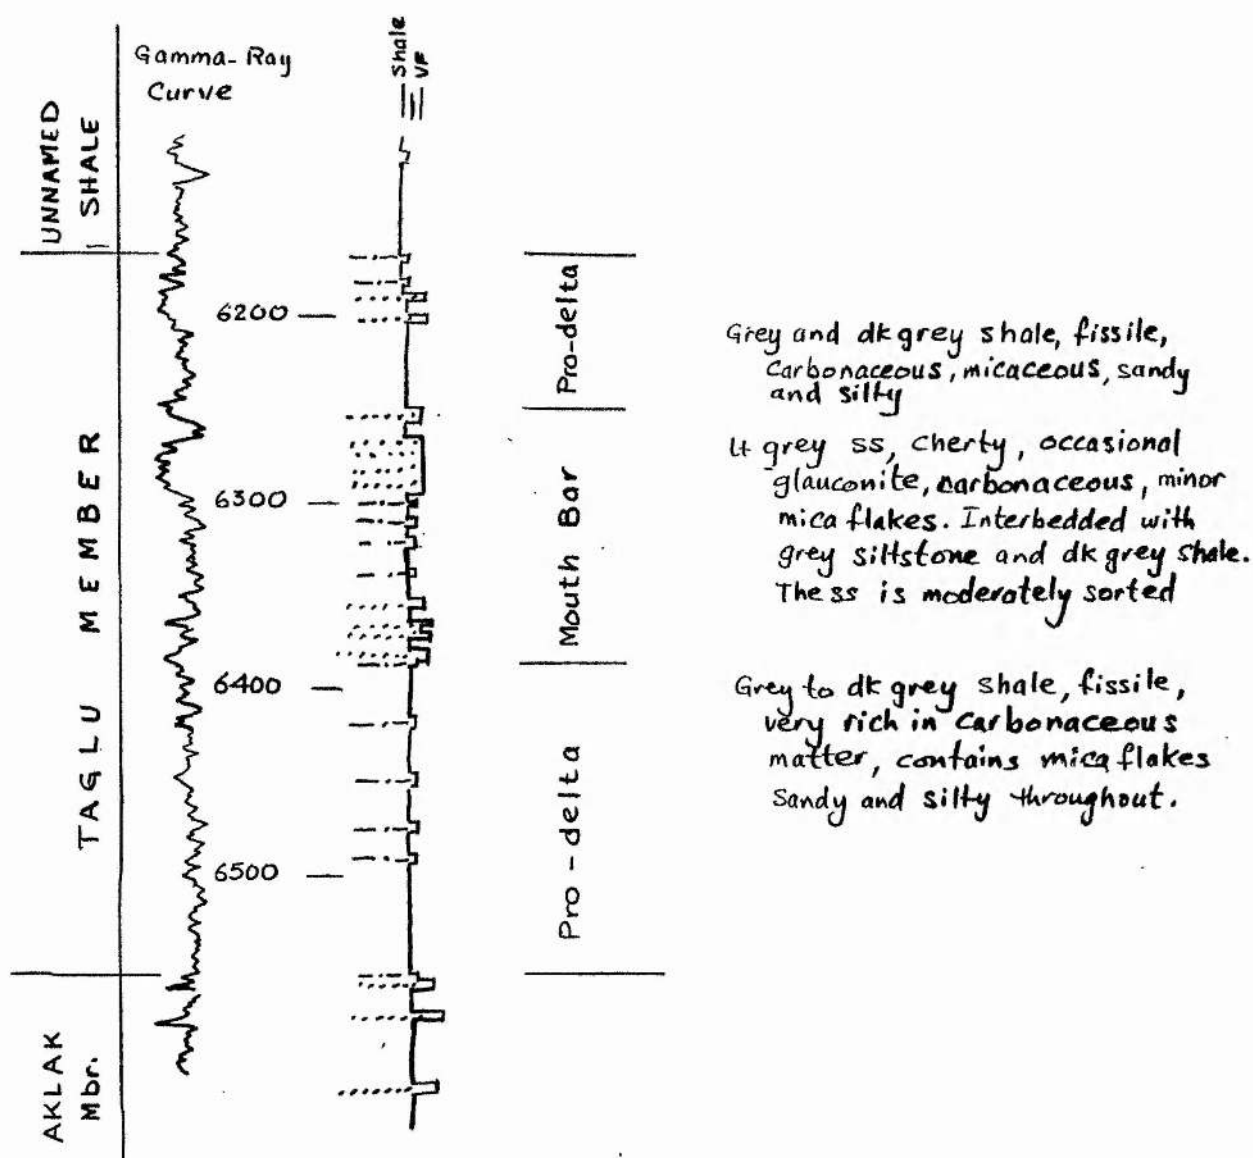 Gamma-Ray
Curve
Shale
VF
UNNAMED
SHALE
TAGLU MEMBER
AKLAK
Mbr.
6200
6300
6400
6500
Pro-delta
Mouth Bar
Pro-delta
Grey and dk grey shale, fissile,
carbonaceous, micaceous, sandy
and silty
Lt grey ss, cherty, occasional
glauconite, carbonaceous, minor
mica flakes. Interbedded with
grey siltstone and dk grey shale.
The ss is moderately sorted
Grey to dk grey shale, fissile,
very rich in carbonaceous
matter, contains mica flakes
Sandy and silty throughout.